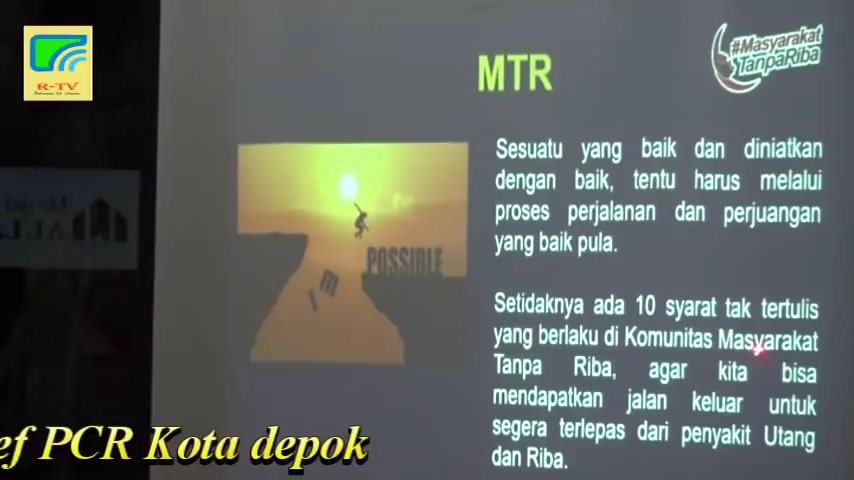 R-TV
#Masyarakat
TanpaRiba
MTR
Sesuatu yang baik dan diniatkan
dengan baik, tentu harus melalui
proses perjalanan dan perjuangan
yang baik pula.
POSSIBLE
IM
Setidaknya ada 10 syarat tak tertulis
yang berlaku di Komunitas Masyarakat
Tanpa Riba, agar kita bisa
mendapatkan jalan keluar untuk
segera terlepas dari penyakit Utang
dan Riba.
ef PCR Kota depok